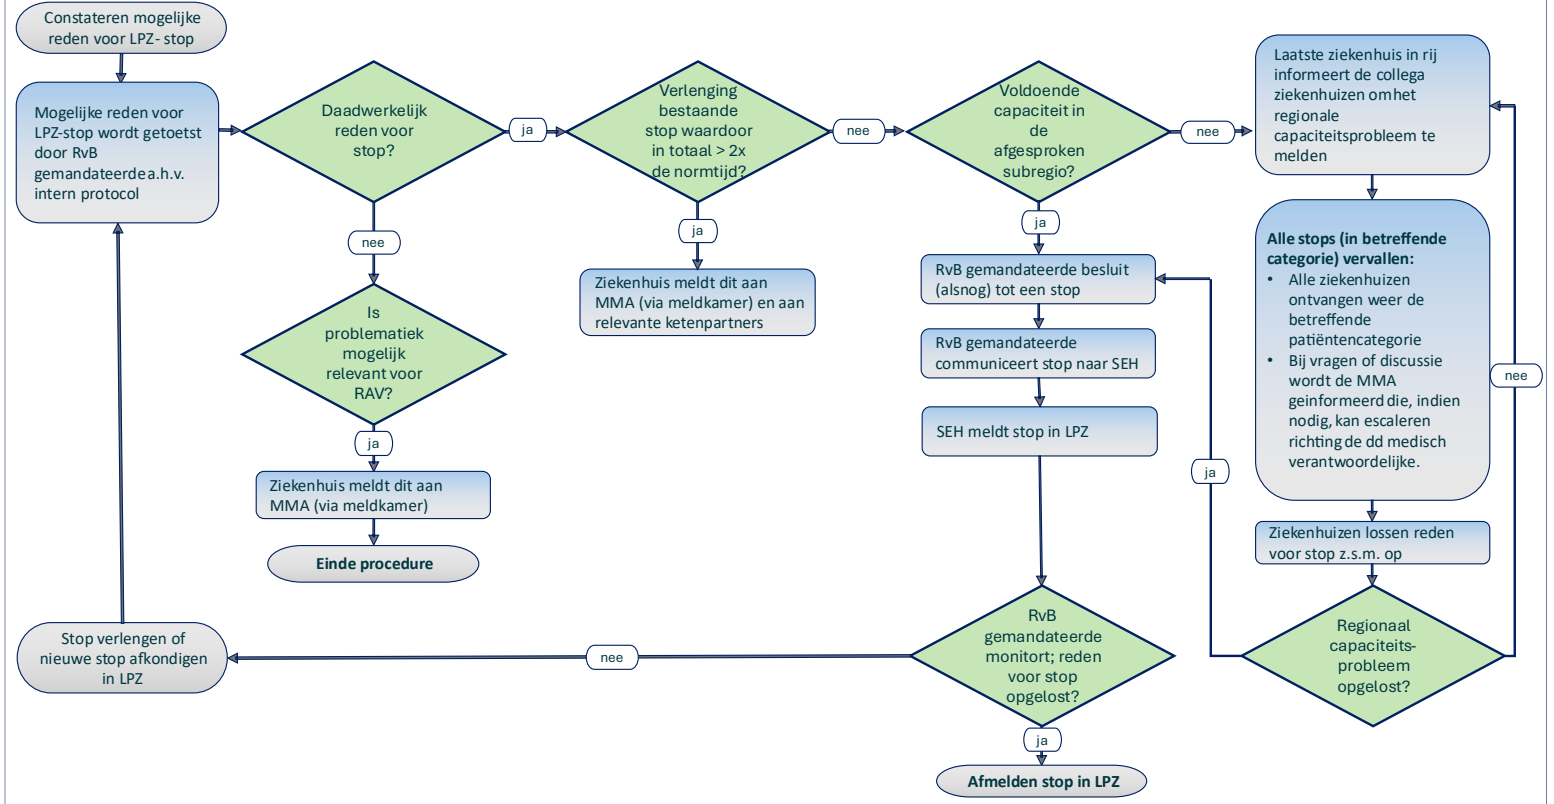 Constateren mogelijke
reden voor LPZ- stop
Mogelijke reden voor
LPZ-stop wordt getoetst
door RvB
gemandateerde a.h.v.
intern protocol
Daadwerkelijk
reden voor
stop?
ja
Verlenging
bestaande
stop waardoor
in totaal > 2x
de normtijd?
nee
Voldoende
capaciteit in
de
afgesproken
subregio?
nee
Laatste ziekenhuis in rij
informeert de collega
ziekenhuizen om het
regionale
capaciteitsprobleem te
melden
nee
Is
problematiek
mogelijk
relevant voor
RAV?
ja
Ziekenhuis meldt dit aan
MMA (via meldkamer)
Einde procedure
ja
Ziekenhuis meldt dit aan
MMA (via meldkamer) en aan
relevante ketenpartners
ja
RvB gemandateerde besluit
(alsnog) tot een stop
RvB gemandateerde
communiceert stop naar SEH
SEH meldt stop in LPZ
Alle stops (in betreffende
categorie) vervallen:
• Alle ziekenhuizen
ontvangen weer de
betreffende
patiëntencategorie
• Bij vragen of discussie
wordt de MMA
geinformeerd die, indien
nodig, kan escaleren
richting de dd medisch
verantwoordelijke.
nee
ja
Ziekenhuizen lossen reden
voor stop z.s.m. op
Regionaal
capaciteits-
probleem
opgelost?
RvB
gemandateerde
monitort; reden
voor stop
opgelost?
nee
Stop verlengen of
nieuwe stop afkondigen
in LPZ
ja
Afmelden stop in LPZ